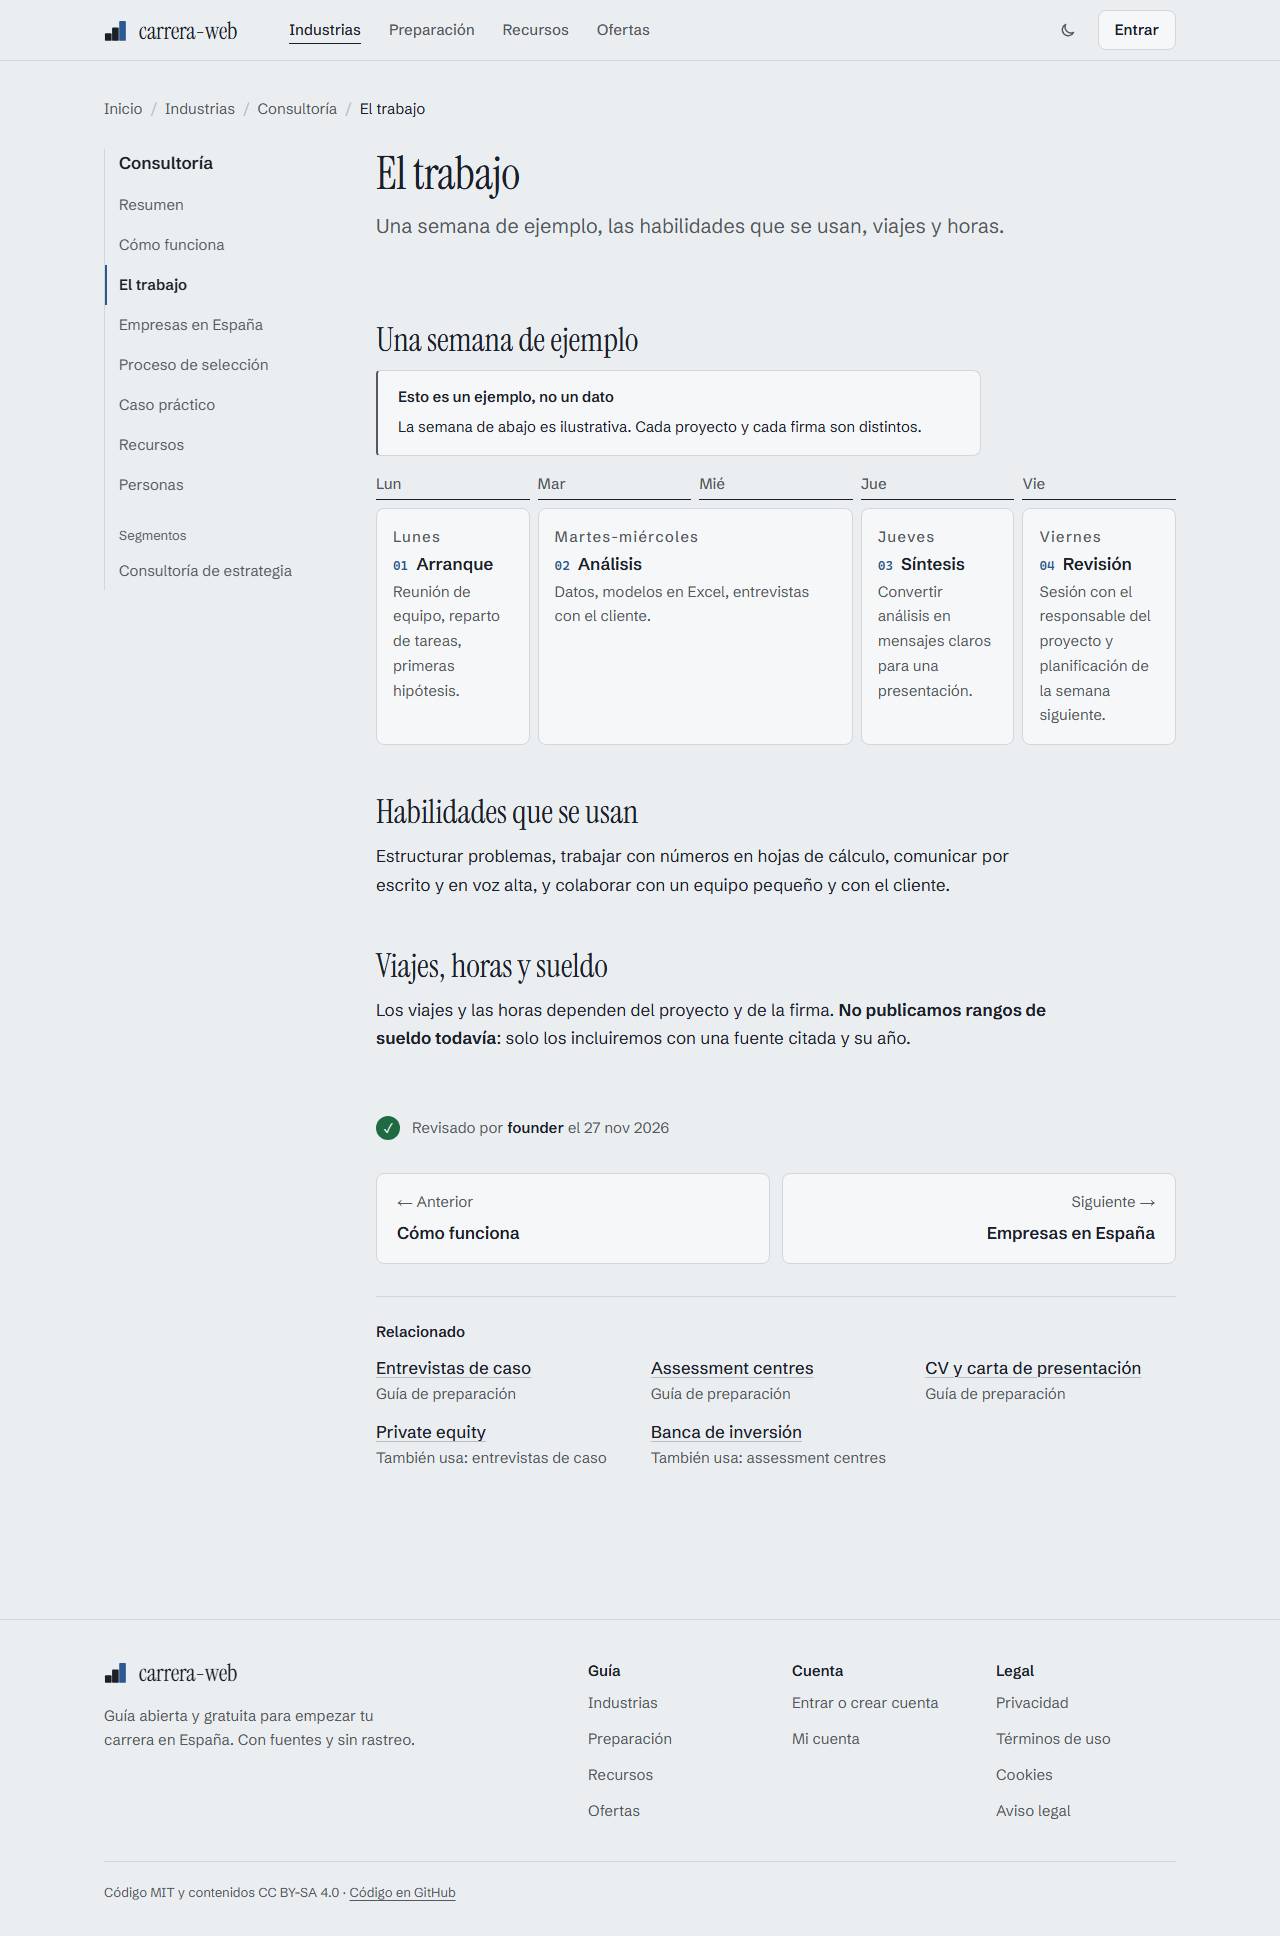 carrera-web
Industrias
Preparación
Recursos
Ofertas
Entrar
Inicio / Industrias / Consultoría / El trabajo
Consultoría
Resumen
Cómo funciona
El trabajo
Empresas en España
Proceso de selección
Caso práctico
Recursos
Personas
Segmentos
Consultoría de estrategia
El trabajo
Una semana de ejemplo, las habilidades que se usan, viajes y horas.
Una semana de ejemplo
Esto es un ejemplo, no un dato
La semana de abajo es ilustrativa. Cada proyecto y cada firma son distintos.
Lun
Mar
Mié
Jue
Vie
Lunes
01 Arranque
Reunión de
equipo, reparto
de tareas,
primeras
hipótesis.
Martes-miércoles
02 Análisis
Datos, modelos en Excel, entrevistas
con el cliente.
Jueves
03 Síntesis
Convertir
análisis en
mensajes claros
para una
presentación.
Viernes
04 Revisión
Sesión con el
responsable del
proyecto y
planificación de
la semana
siguiente.
Habilidades que se usan
Estructurar problemas, trabajar con números en hojas de cálculo, comunicar por
escrito y en voz alta, y colaborar con un equipo pequeño y con el cliente.
Viajes, horas y sueldo
Los viajes y las horas dependen del proyecto y de la firma. No publicamos rangos de
sueldo todavía: solo los incluiremos con una fuente citada y su año.
✓ Revisado por founder el 27 nov 2026
← Anterior
Cómo funciona
Siguiente →
Empresas en España
Relacionado
Entrevistas de caso
Guía de preparación
Assessment centres
Guía de preparación
CV y carta de presentación
Guía de preparación
Private equity
También usa: entrevistas de caso
Banca de inversión
También usa: assessment centres
carrera-web
Guía abierta y gratuita para empezar tu
carrera en España. Con fuentes y sin rastreo.
Guía
Industrias
Preparación
Recursos
Ofertas
Cuenta
Entrar o crear cuenta
Mi cuenta
Legal
Privacidad
Términos de uso
Cookies
Aviso legal
Código MIT y contenidos CC BY-SA 4.0 · Código en GitHub